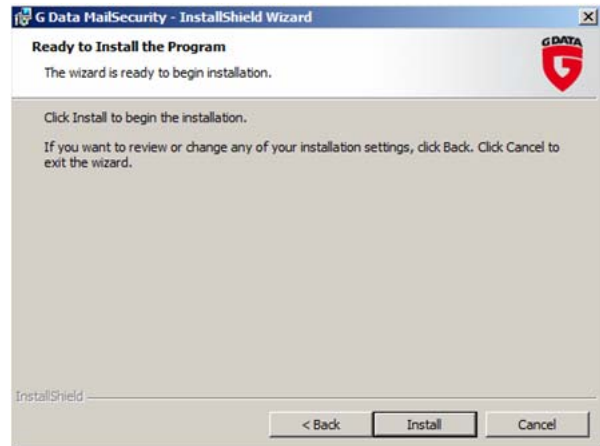 G Data MailSecurity - InstallShield Wizard
Ready to Install the Program
The wizard is ready to begin installation.
G DATA
Click Install to begin the installation.
If you want to review or change any of your installation settings, click Back. Click Cancel to
exit the wizard.
InstallShield
< Back Install Cancel